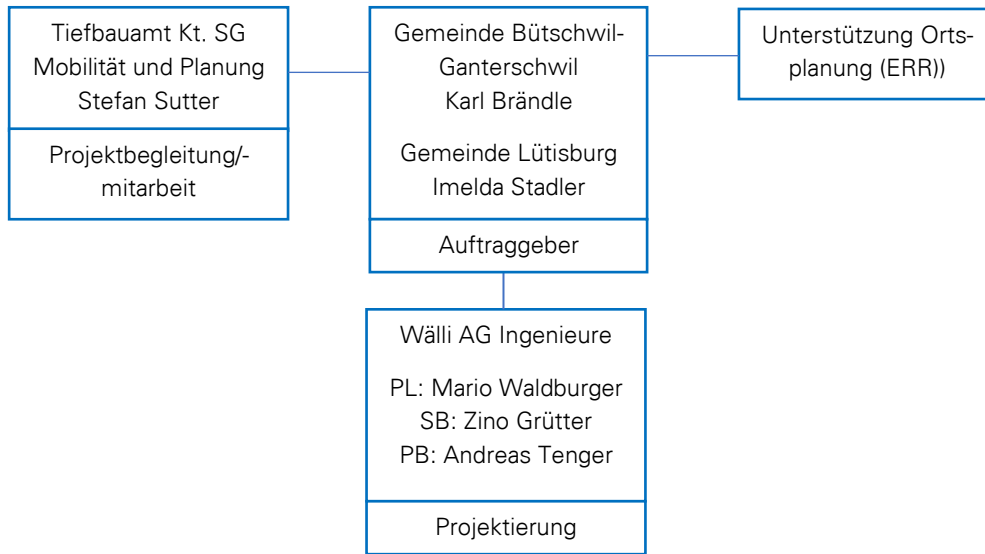 Tiefbauamt Kt. SG
Mobilität und Planung
Stefan Sutter
Projektbegleitung/-
mitarbeit
Gemeinde Bütschwil-
Ganterschwil
Karl Brändle
Gemeinde Lütisburg
Imelda Stadler
Auftraggeber
Unterstützung Orts-
planung (ERR))
Wälli AG Ingenieure
PL: Mario Waldburger
SB: Zino Grütter
PB: Andreas Tenger
Projektierung